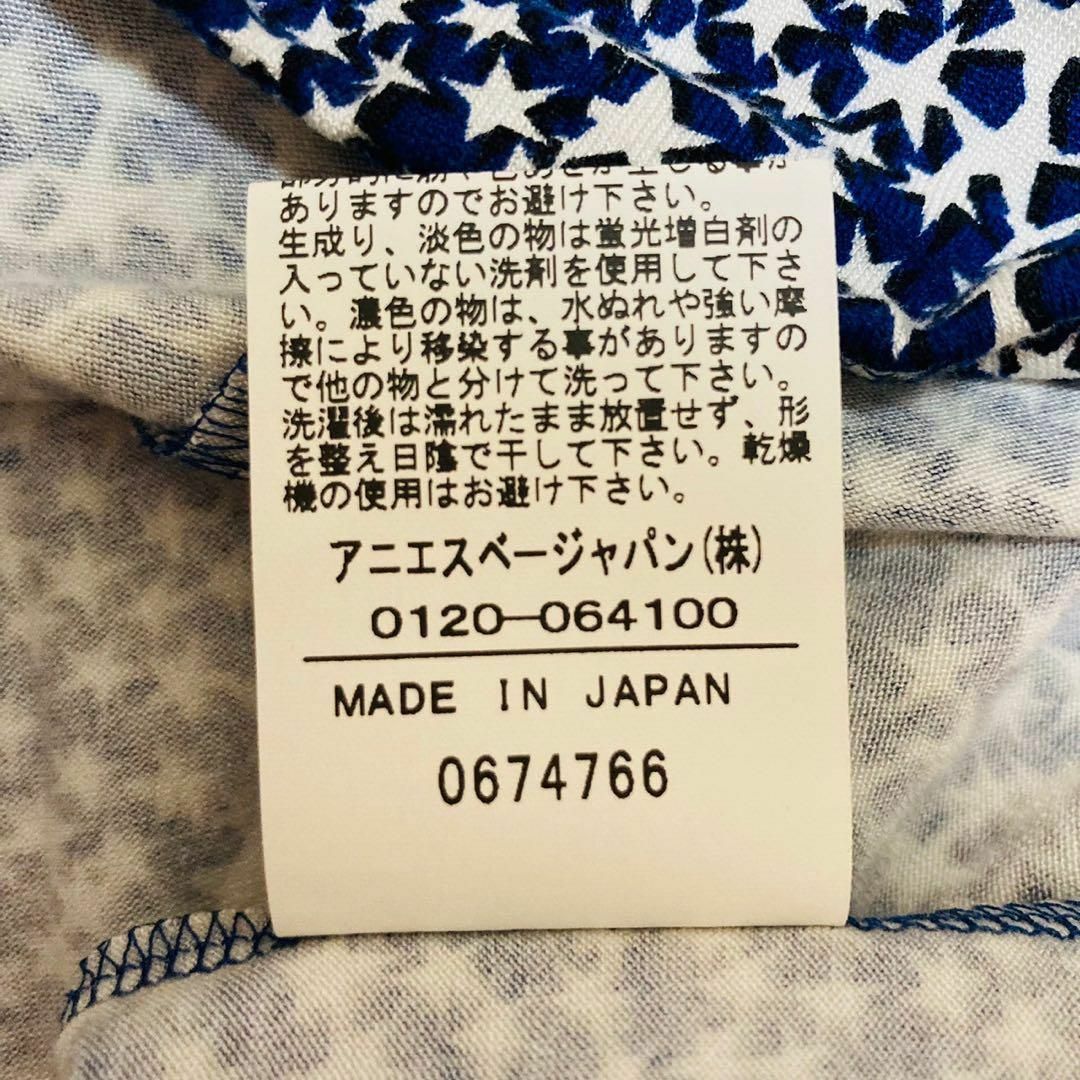 ありますのでお避け下さい。
生成り、淡色の物は蛍光増白剤の
入っていない洗剤を使用して下さ
い。濃色の物は、水ぬれや強い摩
擦により移染する事がありますの
で他の物と分けて洗って下さい。
洗濯後は濡れたまま放置せず、形
を整え日陰で干して下さい。乾燥
機の使用はお避け下さい。
アニエスベージャパン(株)
0120-064100
MADE IN JAPAN
0674766